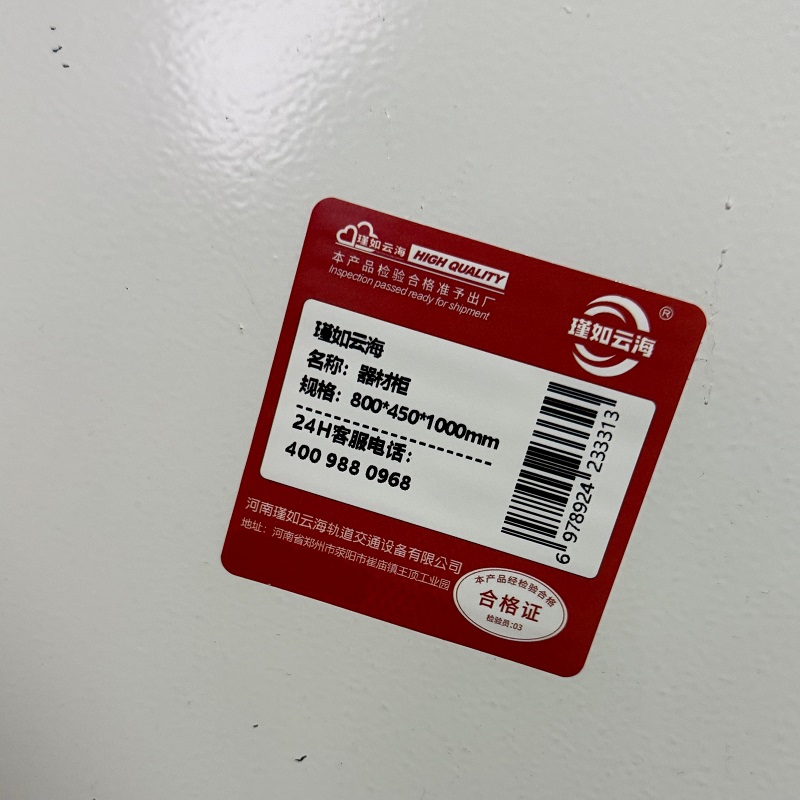 瑾如云海 HIGH QUALITY
本产品检验合格准予出厂
Inspection passed ready for shipment
瑾如云海®
瑾如云海
名称：器材柜
规格：800*450*1000mm
24H客服电话：
400 988 0968
6 978924 233313
河南瑾如云海轨道交通设备有限公司
地址：河南省郑州市荥阳市崔庙镇王顶工业园
本产品经检验合格
合格证
检验员:03